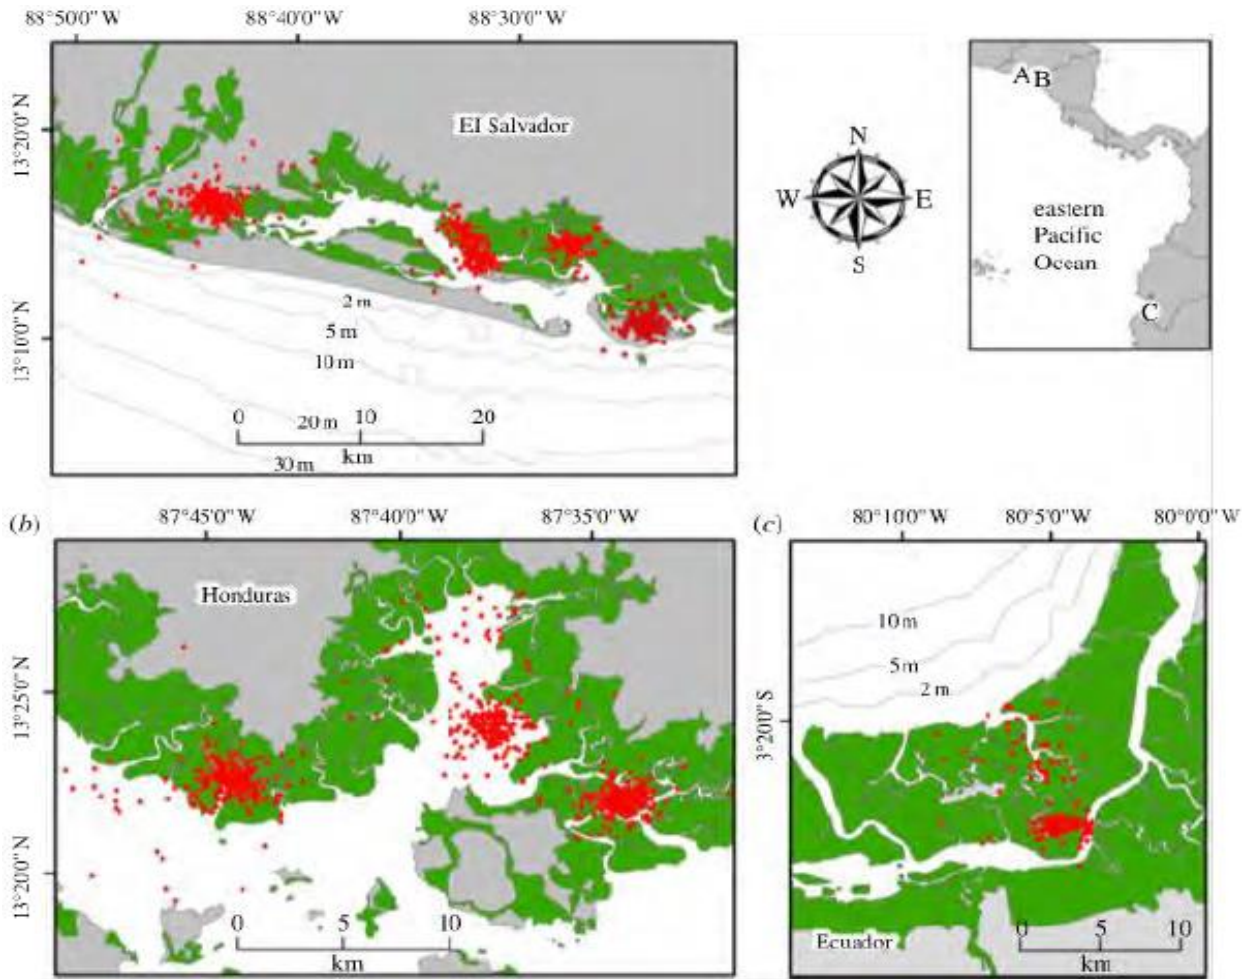 88°50'0" W 88°40'0" W 88°30'0" W
13°20'0" N
13°10'0" N
El Salvador
2 m
5 m
10 m
20 m
30 m
0 10 20
km
N
W E
S
A B
eastern
Pacific
Ocean
C
(b)
87°45'0"W 87°40'0"W 87°35'0"W
13°25'0" N
13°20'0" N
Honduras
0 5 10
km
(c)
80°10'0"W 80°5'0"W 80°0'0"W
3°20'0"S
10 m
5 m
2 m
Ecuador
0 5 10
km